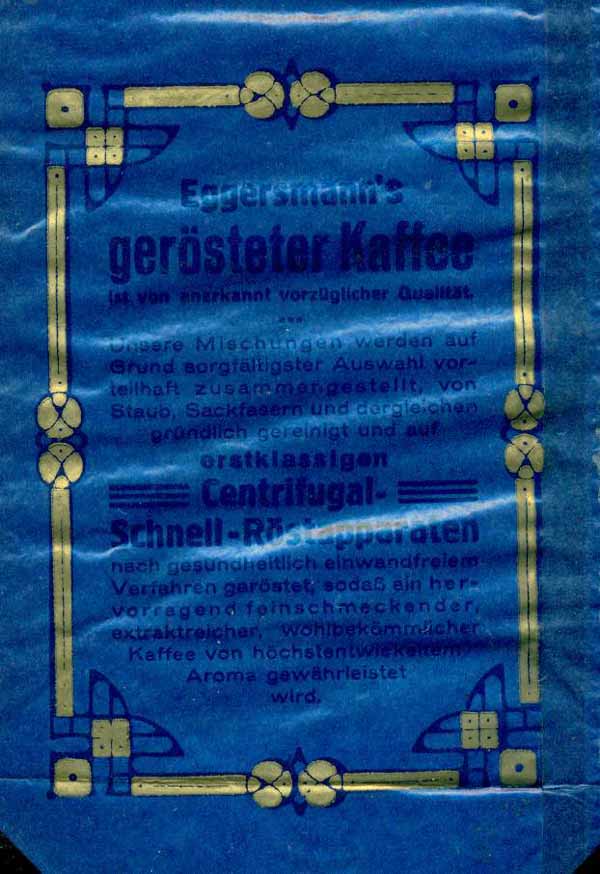 Eggersmann's
gerösteter Kaffee
ist von anerkannt vorzüglicher Qualität.
Unsere Mischungen werden auf
Grund sorgfältigster Auswahl vor-
teilhaft zusammengestellt, von
Staub, Sackfasern und dergleichen
gründlich gereinigt und auf
erstklassigen
Centrifugal-
Schnell-Röstapparaten
nach gesundheitlich einwandfreiem
Verfahren geröstet, sodaß ein her-
vorragend feinschmeckender,
extraktreicher, wohlbekömmlicher
Kaffee von höchstentwickeltem
Aroma gewährleistet
wird.